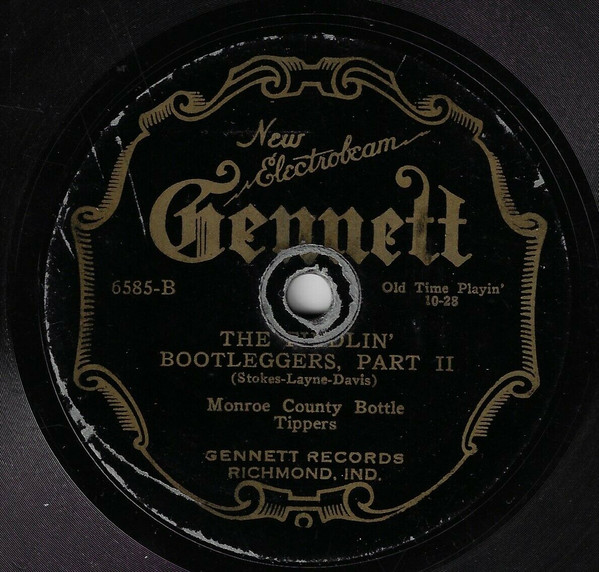 New
Electrobeam
Gennett
6585-B
Old Time Playin'
10-28
THE FIDDLIN'
BOOTLEGGERS, PART II
(Stokes-Layne-Davis)
Monroe County Bottle
Tippers
GENNETT RECORDS
RICHMOND, IND.